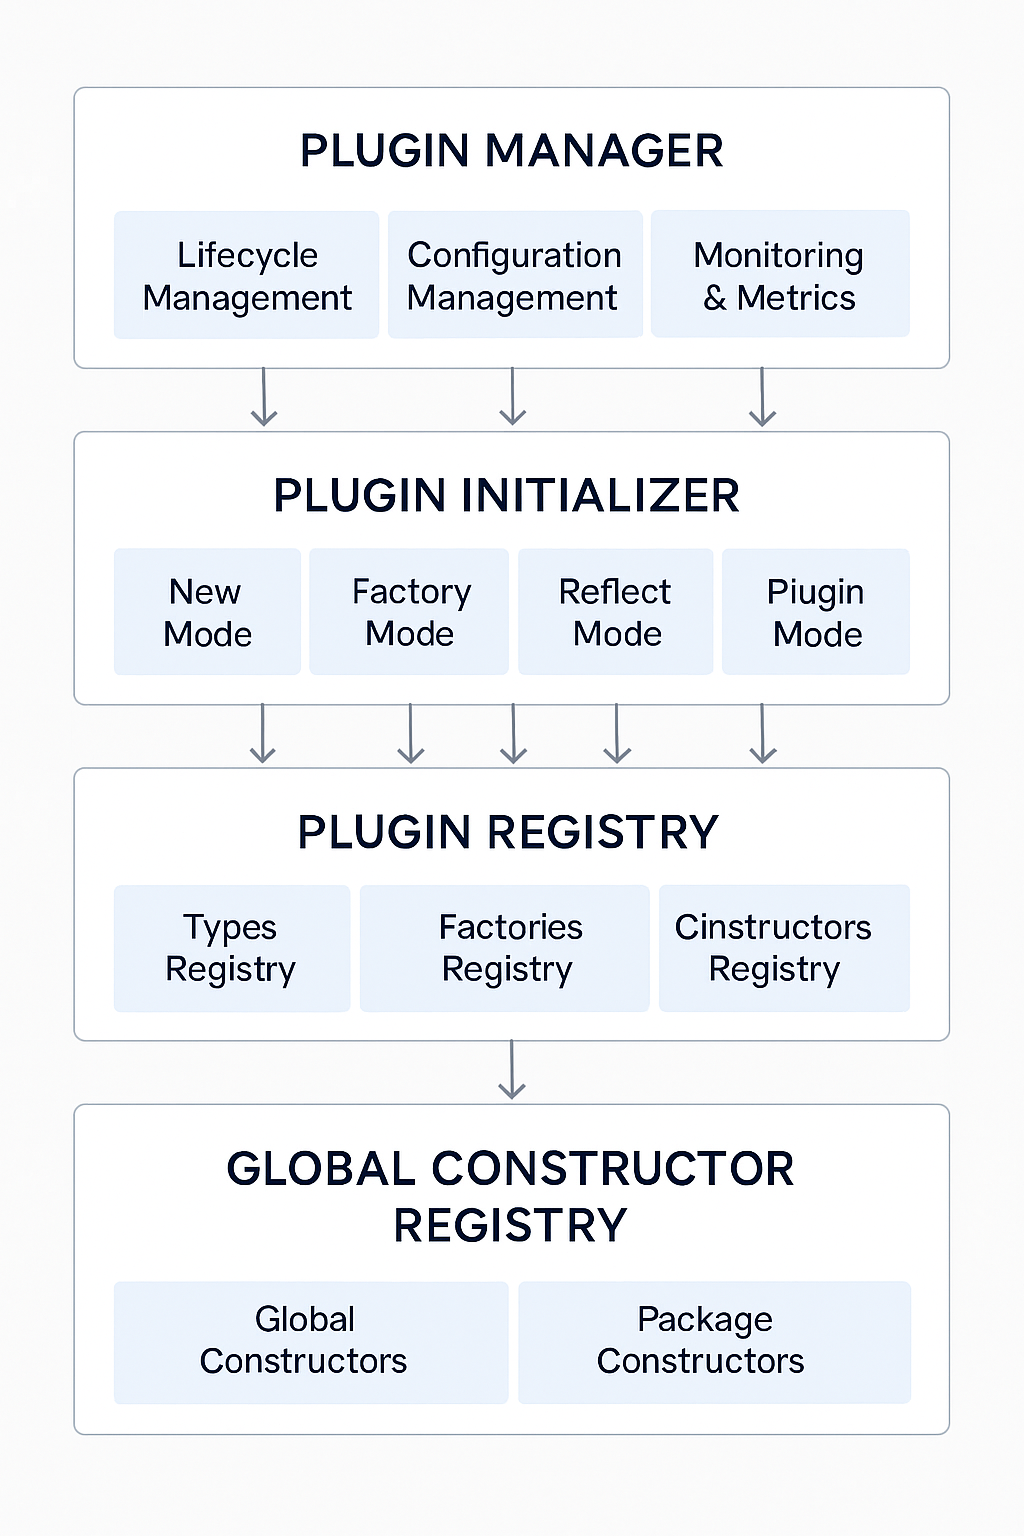 PLUGIN MANAGER
Lifecycle
Management
Configuration
Management
Monitoring
& Metrics
PLUGIN INITIALIZER
New
Mode
Factory
Mode
Reflect
Mode
Piugin
Mode
PLUGIN REGISTRY
Types
Registry
Factories
Registry
Cinstructors
Registry
GLOBAL CONSTRUCTOR
REGISTRY
Global
Constructors
Package
Constructors